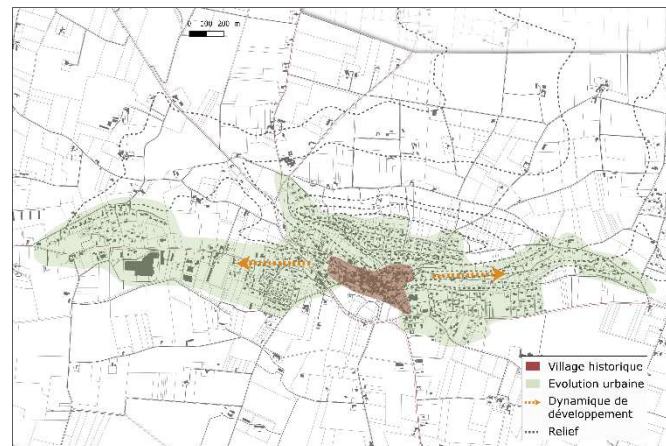 0 100 200 m
Village historique
Evolution urbaine
Dynamique de
développement
Relief